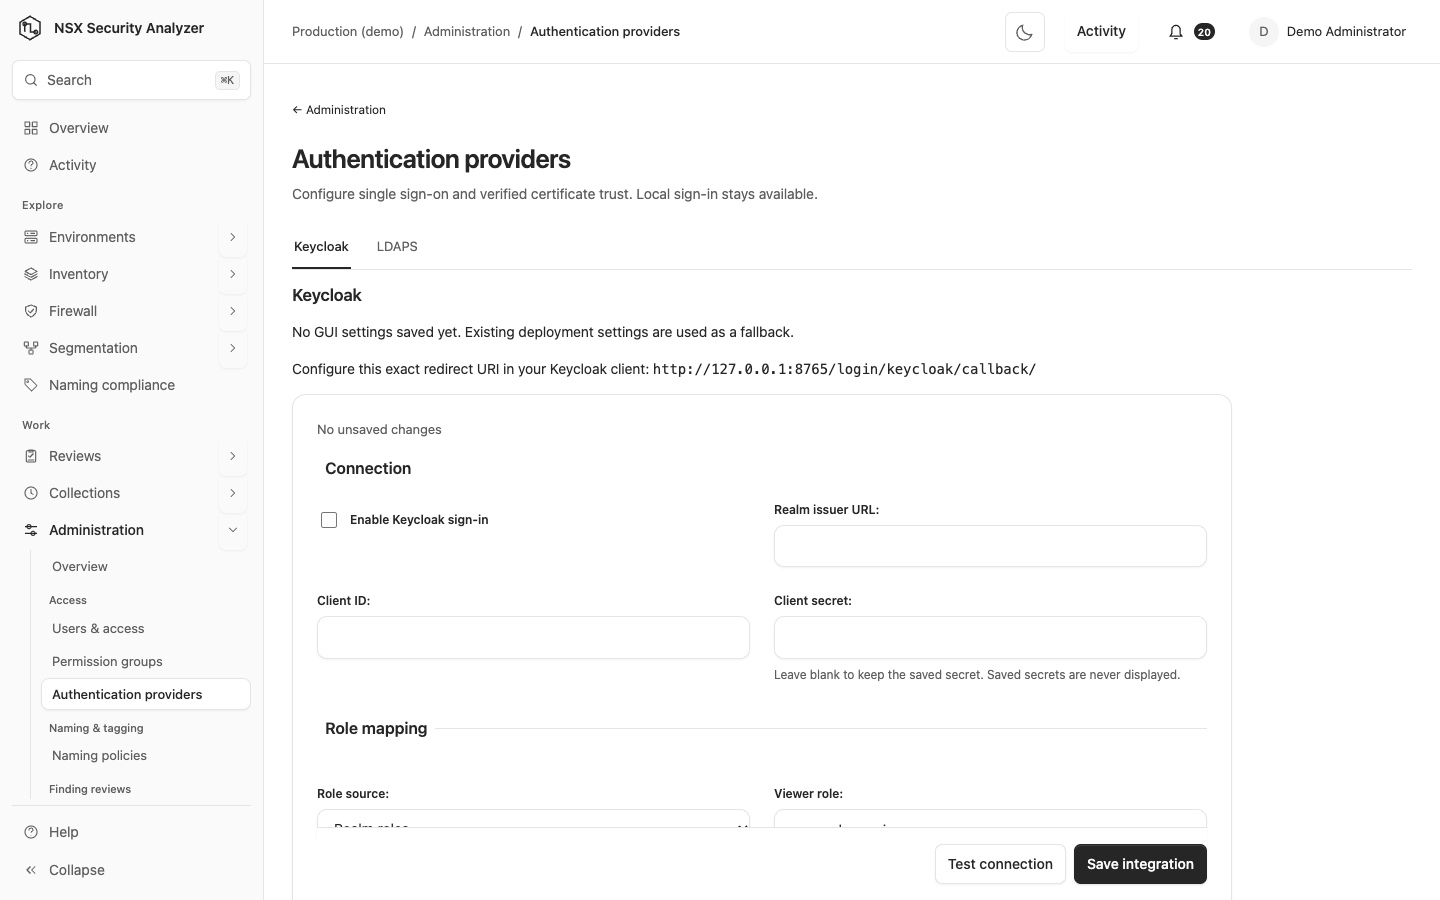 NSX Security Analyzer
Search ⌘K
Overview
Activity
Explore
Environments
Inventory
Firewall
Segmentation
Naming compliance
Work
Reviews
Collections
Administration
Overview
Access
Users & access
Permission groups
Authentication providers
Naming & tagging
Naming policies
Finding reviews
Help
Collapse
Production (demo) / Administration / Authentication providers
Activity
20
D Demo Administrator
← Administration
Authentication providers
Configure single sign-on and verified certificate trust. Local sign-in stays available.
Keycloak LDAPS
Keycloak
No GUI settings saved yet. Existing deployment settings are used as a fallback.
Configure this exact redirect URI in your Keycloak client: http://127.0.0.1:8765/login/keycloak/callback/
No unsaved changes
Connection
Enable Keycloak sign-in
Realm issuer URL:
Client ID:
Client secret:
Leave blank to keep the saved secret. Saved secrets are never displayed.
Role mapping
Role source:
Realm roles
Viewer role:
Test connection Save integration